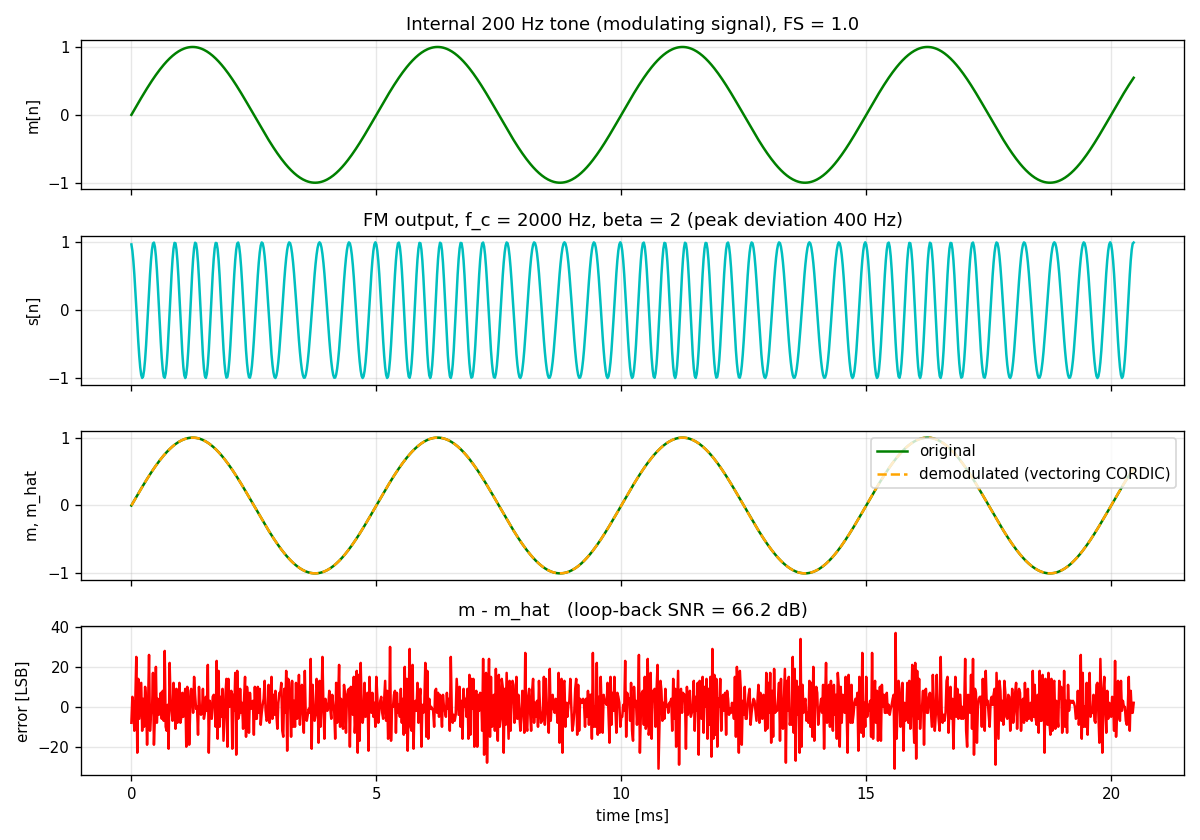 Internal 200 Hz tone (modulating signal), FS = 1.0
1
0
−1
m[n]
FM output, f_c = 2000 Hz, beta = 2 (peak deviation 400 Hz)
1
0
−1
s[n]
1
0
−1
m, m_hat
original
demodulated (vectoring CORDIC)
m - m_hat   (loop-back SNR = 66.2 dB)
40
20
0
−20
error [LSB]
0 5 10 15 20
time [ms]